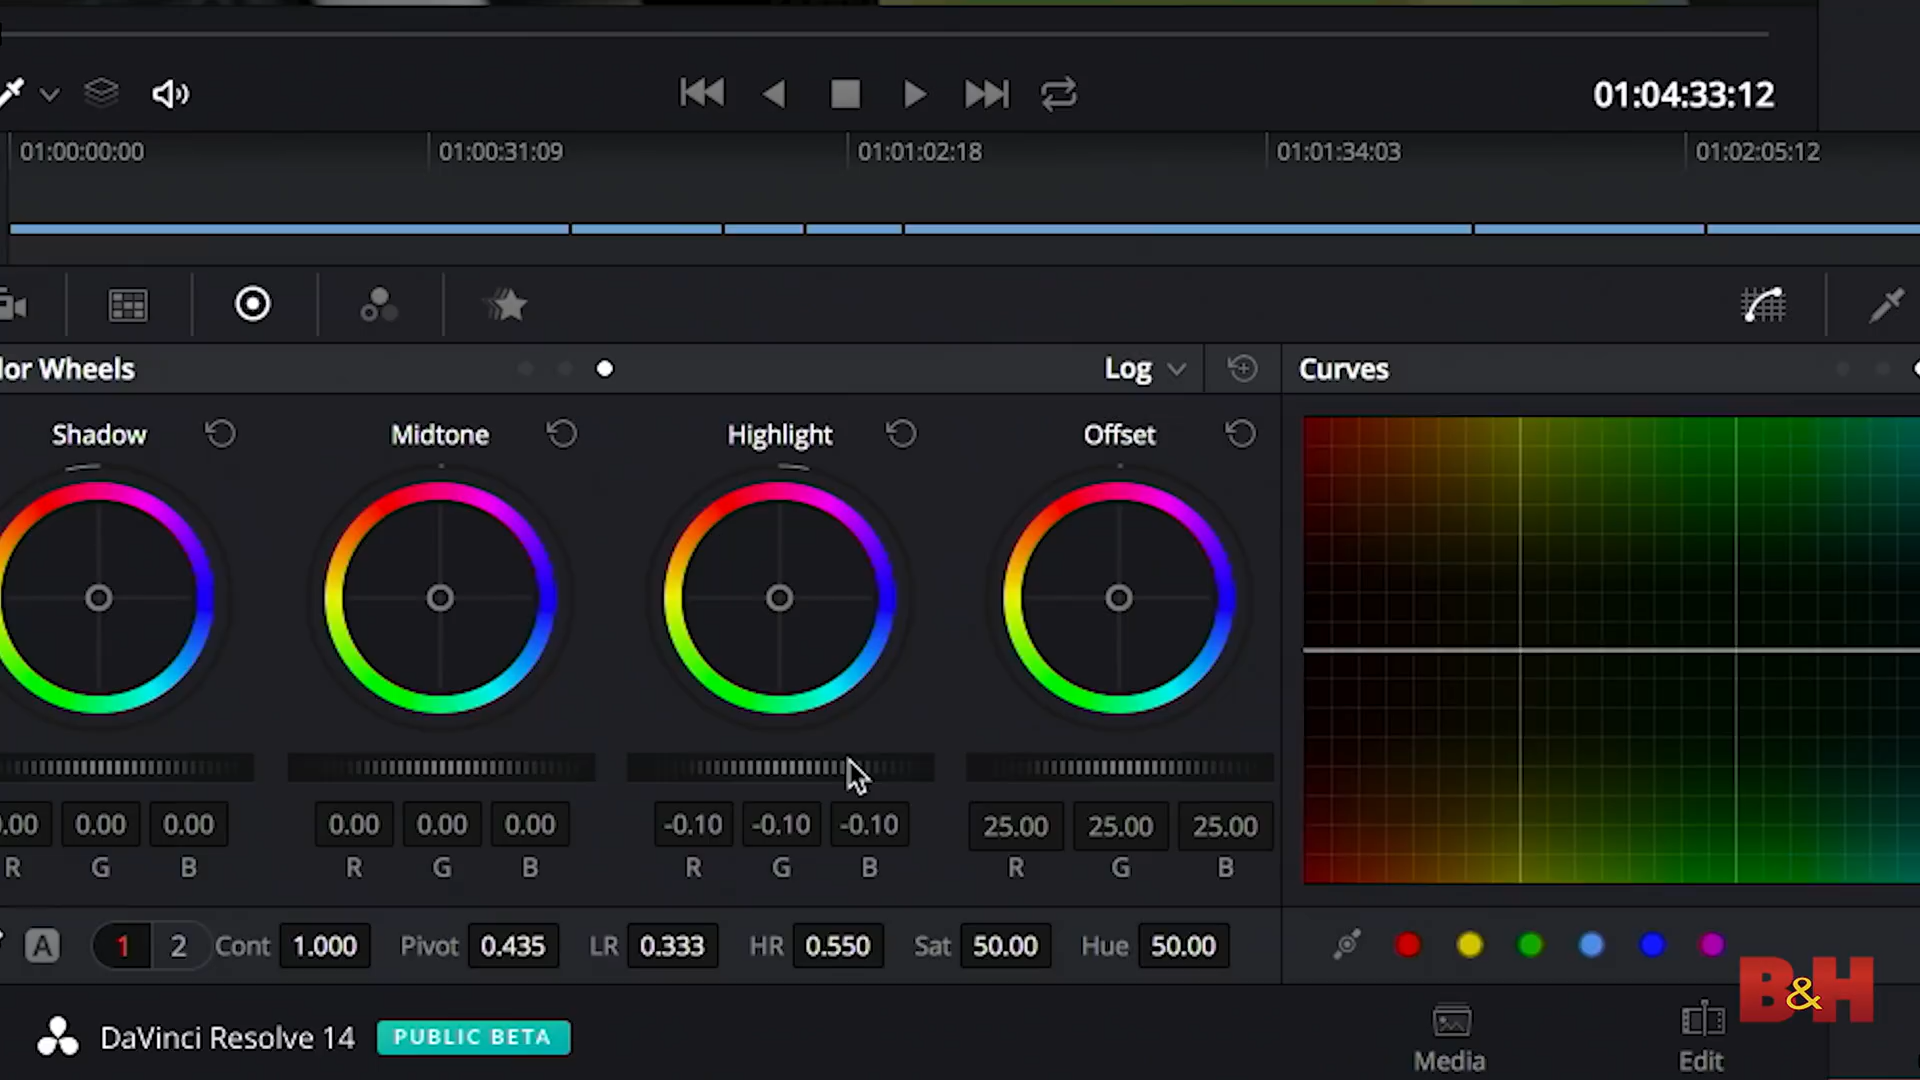 01:04:33:12
01:00:00:00 01:00:31:09 01:01:02:18 01:01:34:03 01:02:05:12
lor Wheels Log Curves
Shadow Midtone Highlight Offset
.00 0.00 0.00 0.00 0.00 0.00 -0.10 -0.10 -0.10 25.00 25.00 25.00
R G B R G B R G B R G B
A 1 2 Cont 1.000 Pivot 0.435 LR 0.333 HR 0.550 Sat 50.00 Hue 50.00
B&H
DaVinci Resolve 14 PUBLIC BETA
Media Edit